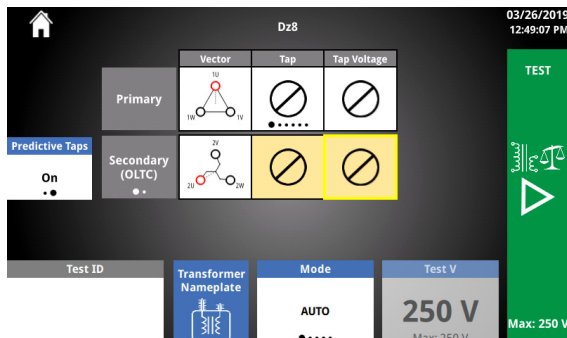 Dz8
03/26/2019
12:49:07 PM
Vector
Tap
Tap Voltage
TEST
Primary
1U
1W
1V
Predictive Taps
On
Secondary
(OLTC)
2V
2U
2W
Test ID
Transformer
Nameplate
Mode
AUTO
Test V
250 V
Max: 250 V
Max: 250 V